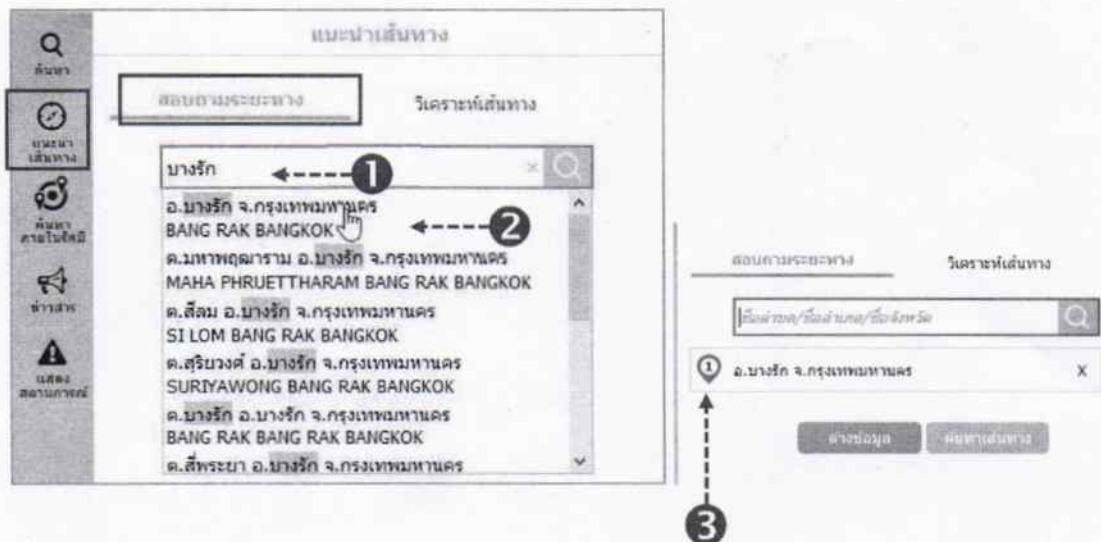 แนะนำเส้นทาง
ค้นหา
แนะนำ
เส้นทาง
ค้นหา
ภายในรัศมี
ข่าวสาร
แสดง
สถานการณ์
สอบถามระยะทาง
วิเคราะห์เส้นทาง
บางรัก
×
1
อ.บางรัก จ.กรุงเทพมหานคร
BANG RAK BANGKOK
2
ต.มหาพฤฒาราม อ.บางรัก จ.กรุงเทพมหานคร
MAHA PHRUETTHARAM BANG RAK BANGKOK
ต.สีลม อ.บางรัก จ.กรุงเทพมหานคร
SI LOM BANG RAK BANGKOK
ต.สุริยวงศ์ อ.บางรัก จ.กรุงเทพมหานคร
SURIYAWONG BANG RAK BANGKOK
ต.บางรัก อ.บางรัก จ.กรุงเทพมหานคร
BANG RAK BANG RAK BANGKOK
ต.สี่พระยา อ.บางรัก จ.กรุงเทพมหานคร
สอบถามระยะทาง
วิเคราะห์เส้นทาง
ชื่อตำบล/ชื่ออำเภอ/ชื่อจังหวัด
1 อ.บางรัก จ.กรุงเทพมหานคร X
ล้างข้อมูล
ค้นหาเส้นทาง
3